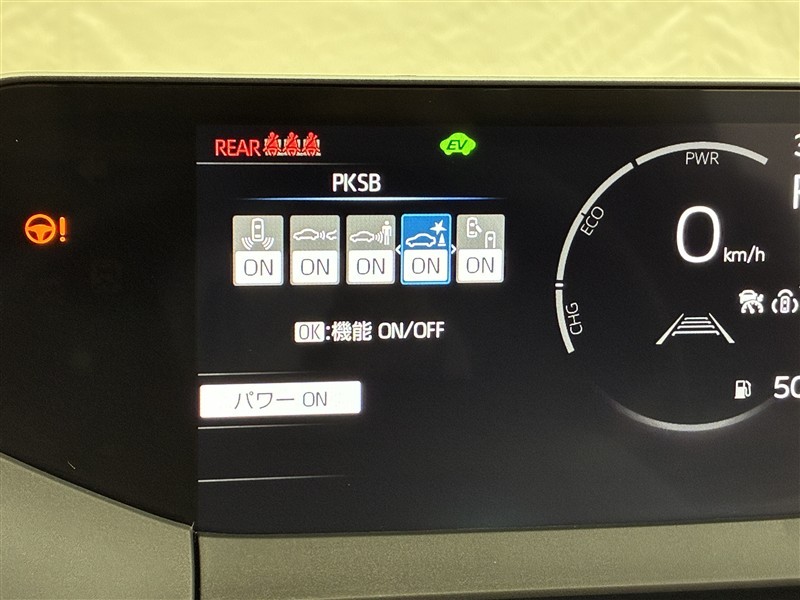 REAR
EV
PKSB
ON ON ON ON ON
OK:機能 ON/OFF
パワー ON
PWR
ECO
CHG
0 km/h
50